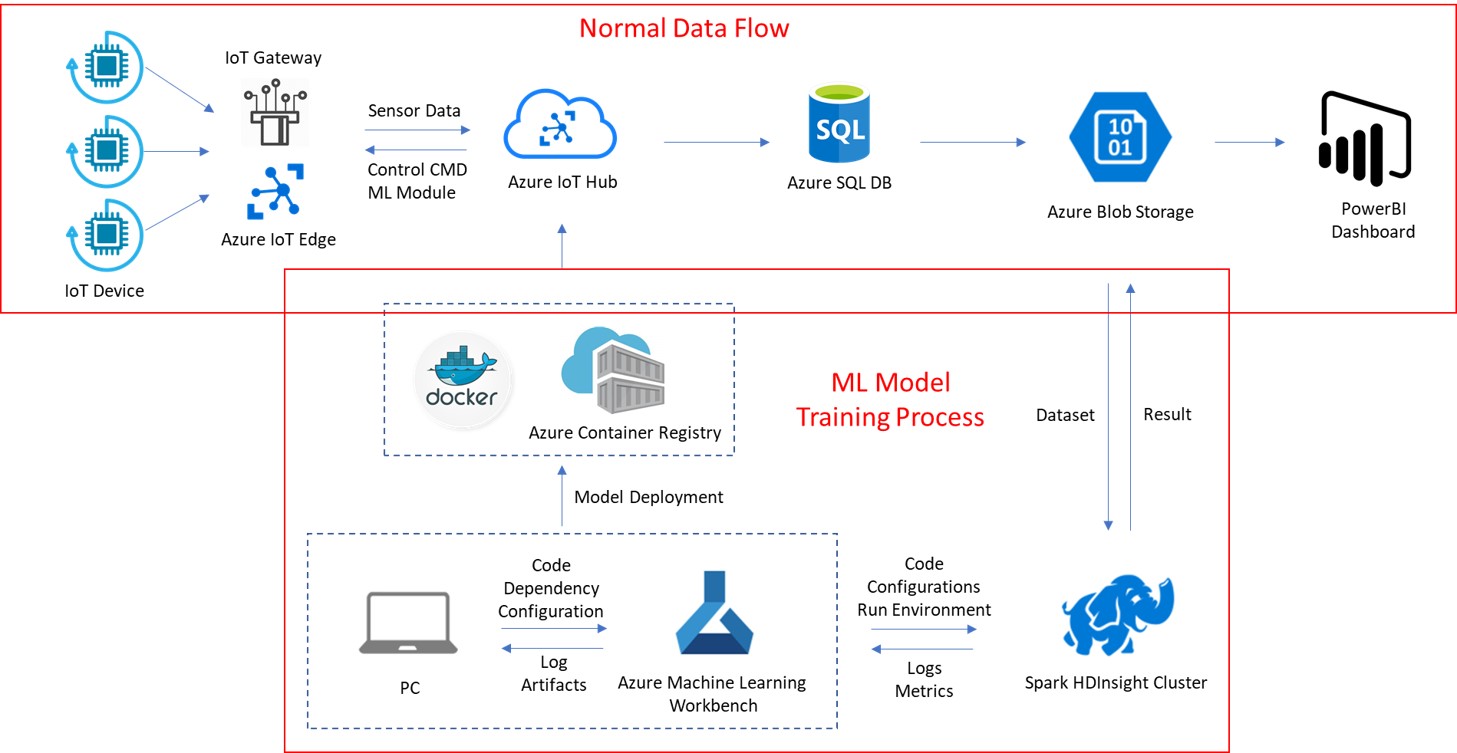 Normal Data Flow
IoT Gateway
Sensor Data
Control CMD
ML Module
Azure IoT Edge
IoT Device
Azure IoT Hub
SQL
Azure SQL DB
10
01
Azure Blob Storage
PowerBI
Dashboard
docker
Azure Container Registry
ML Model
Training Process
Dataset
Result
Model Deployment
Code
Dependency
Configuration
Log
Artifacts
PC
Azure Machine Learning
Workbench
Code
Configurations
Run Environment
Logs
Metrics
Spark HDInsight Cluster